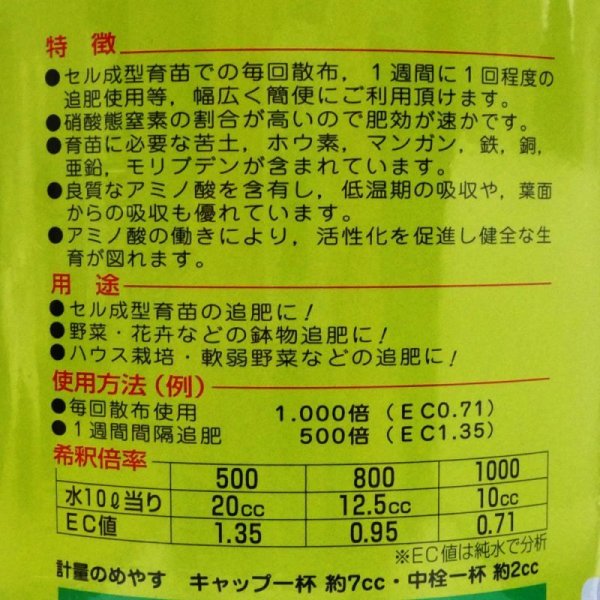 特徴
●セル成型育苗での毎回散布，1週間に1回程度の
追肥使用等，幅広く簡便にご利用頂けます。
●硝酸態窒素の割合が高いので肥効が速かです。
●育苗に必要な苦土，ホウ素，マンガン，鉄，銅，
亜鉛，モリブデンが含まれています。
●良質なアミノ酸を含有し，低温期の吸収や，葉面
からの吸収も優れています。
●アミノ酸の働きにより，活性化を促進し健全な生
育が図れます。
用途
●セル成型育苗の追肥に！
●野菜・花卉などの鉢物追肥に！
●ハウス栽培・軟弱野菜などの追肥に！
使用方法（例）
●毎回散布使用 1.000倍（EC0.71）
●1週間間隔追肥 500倍（EC1.35）
希釈倍率
500 800 1000
水10ℓ当り 20cc 12.5cc 10cc
EC値 1.35 0.95 0.71
※EC値は純水で分析
計量のめやす キャップ一杯 約7cc・中栓一杯 約2cc